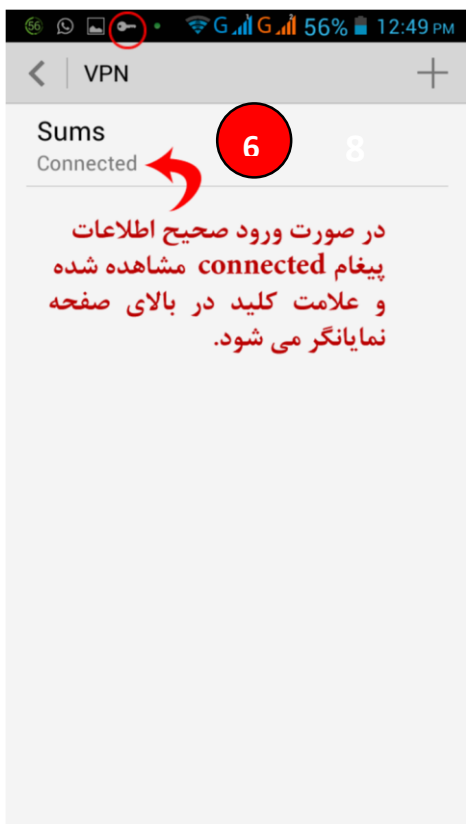 56 G G 56% 12:49 PM
VPN
Sums
Connected
6
8
در صورت ورود صحیح اطلاعات
پیغام connected مشاهده شده
و علامت کلید در بالای صفحه
نمایانگر می شود.